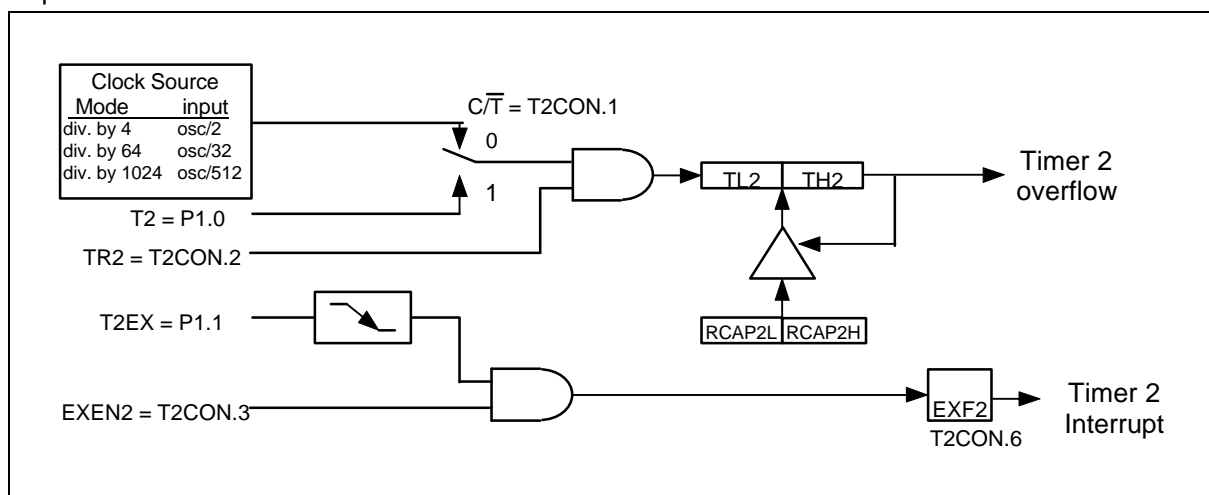 Clock Source
Mode input
div. by 4 osc/2
div. by 64 osc/32
div. by 1024 osc/512
C/T̅ = T2CON.1
0
1
T2 = P1.0
TR2 = T2CON.2
TL2 TH2
Timer 2
overflow
T2EX = P1.1
RCAP2L RCAP2H
EXEN2 = T2CON.3
EXF2
T2CON.6
Timer 2
Interrupt